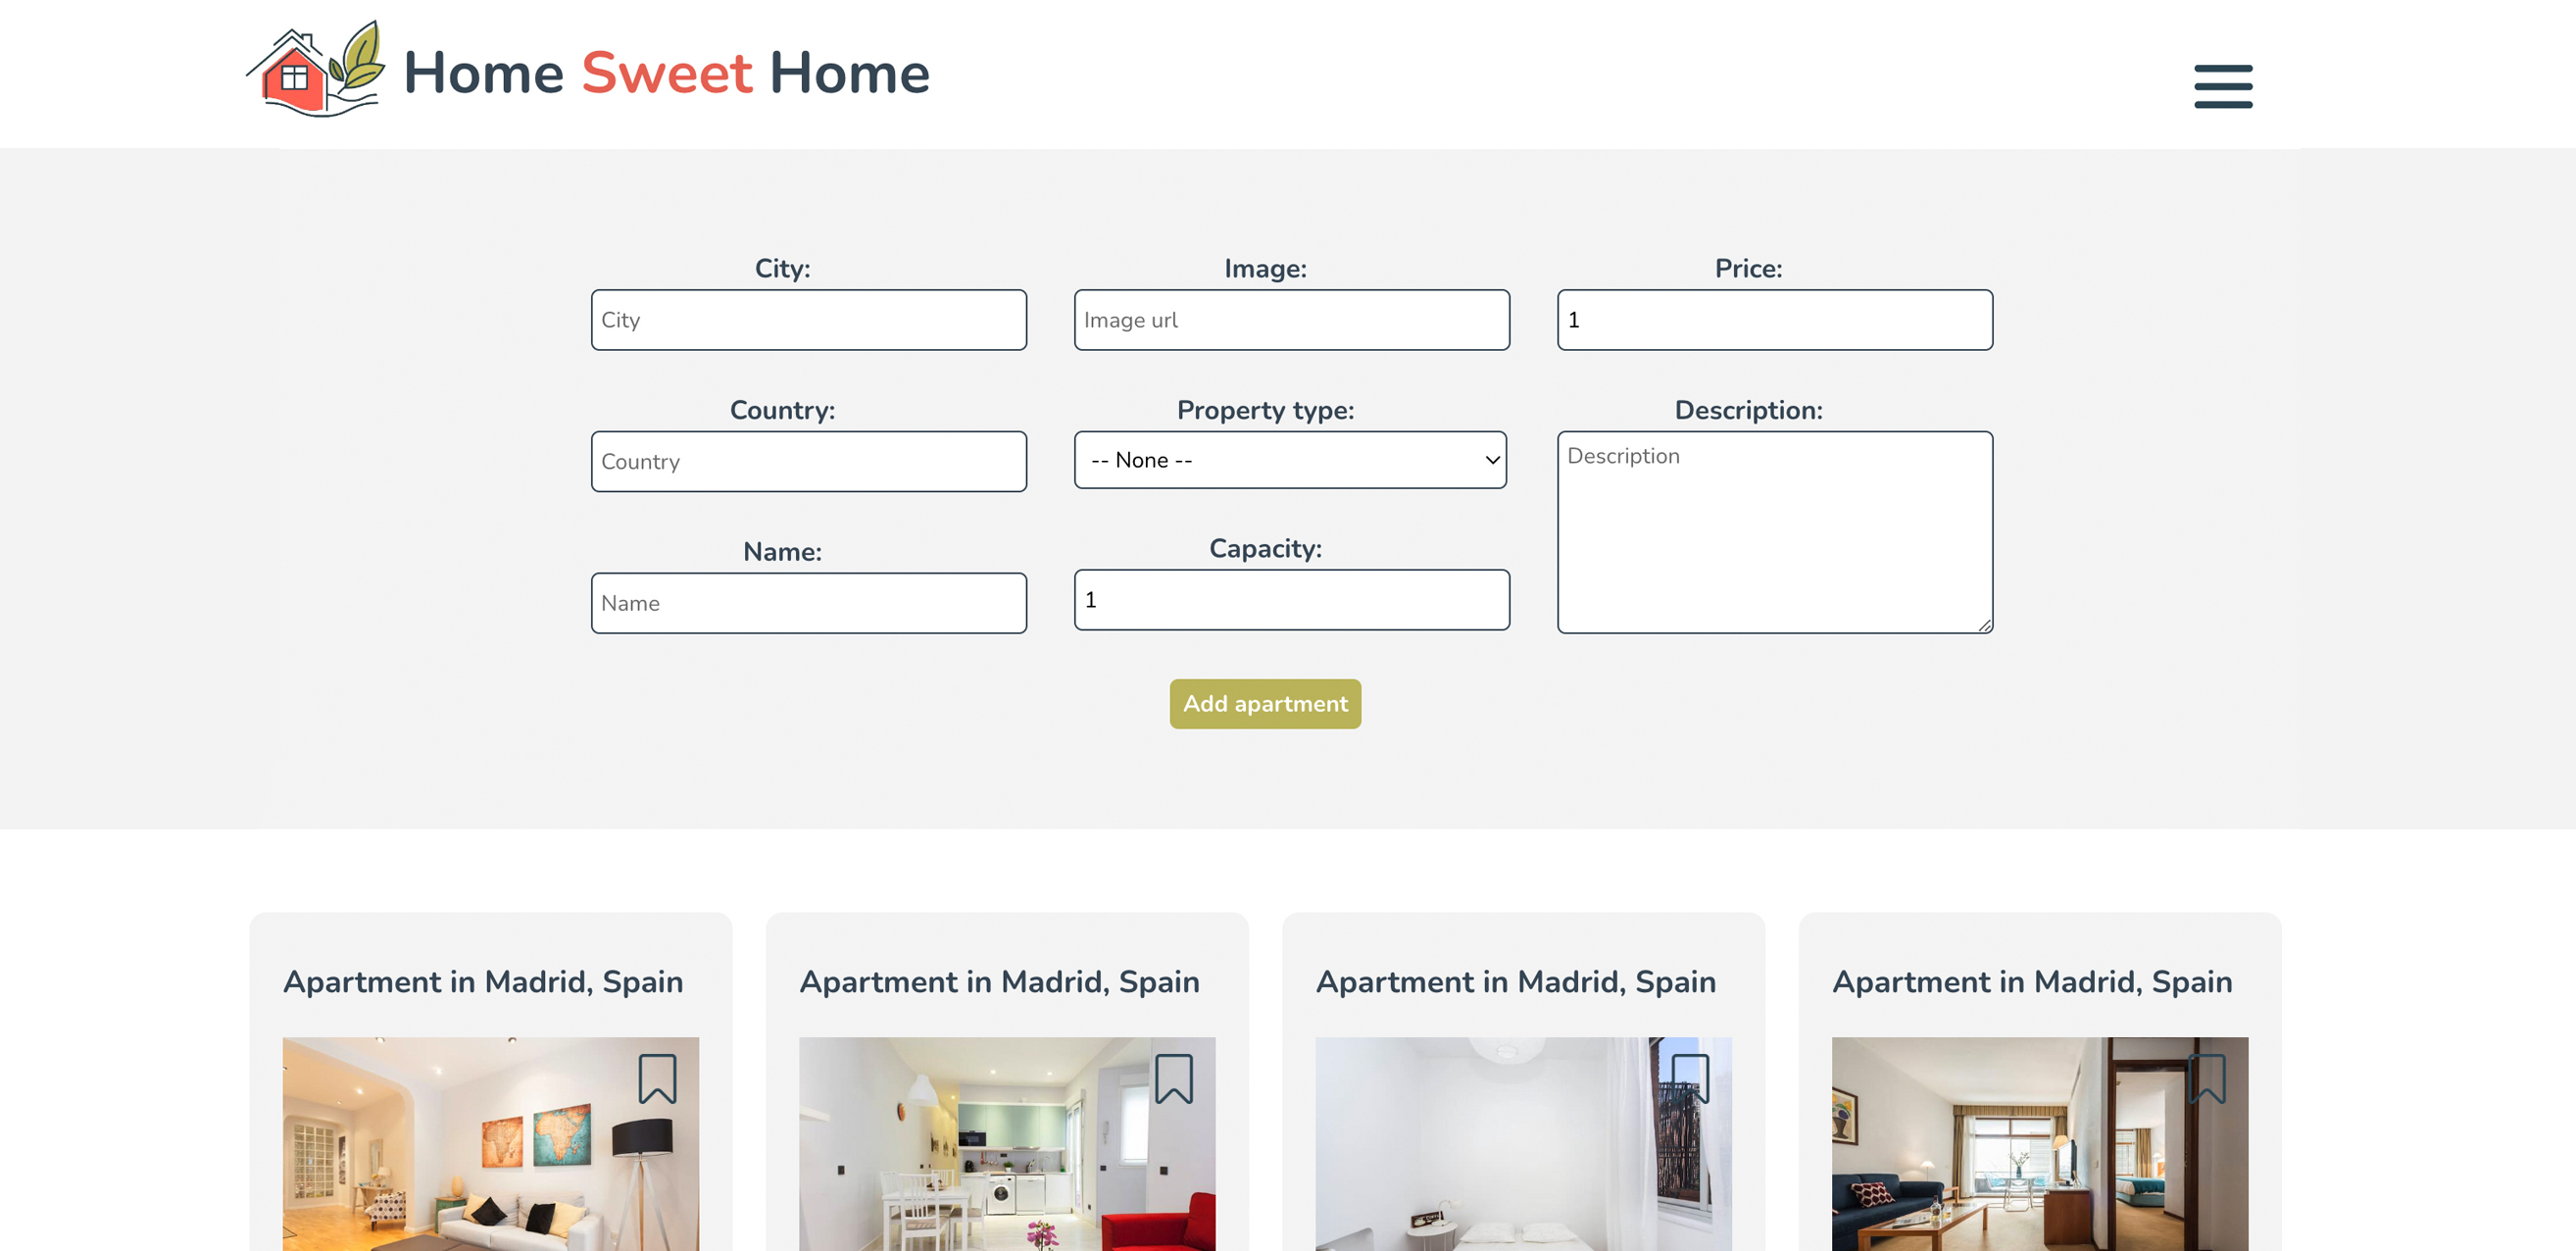 Home Sweet Home
City:
City
Image:
Image url
Price:
1
Country:
Country
Property type:
-- None --
Description:
Description
Name:
Name
Capacity:
1
Add apartment
Apartment in Madrid, Spain
Apartment in Madrid, Spain
Apartment in Madrid, Spain
Apartment in Madrid, Spain